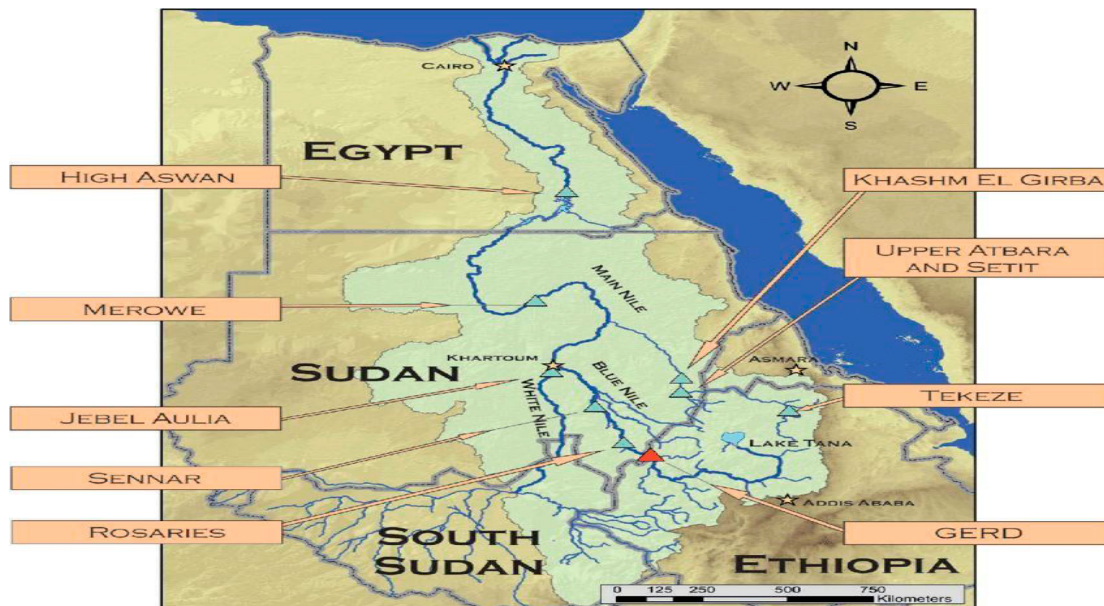 CAIRO
N
W
E
S
EGYPT
HIGH ASWAN
KHASHM EL GIRBA
UPPER ATBARA
AND SETIT
MAIN NILE
MEROWE
KHARTOUM
ASMARA
SUDAN
BLUE NILE
WHITE NILE
TEKEZE
JEBEL AULIA
LAKE TANA
SENNAR
ADDIS ABABA
ROSARIES
GERD
SOUTH
SUDAN
ETHIOPIA
0 125 250 500 750
Kilometers